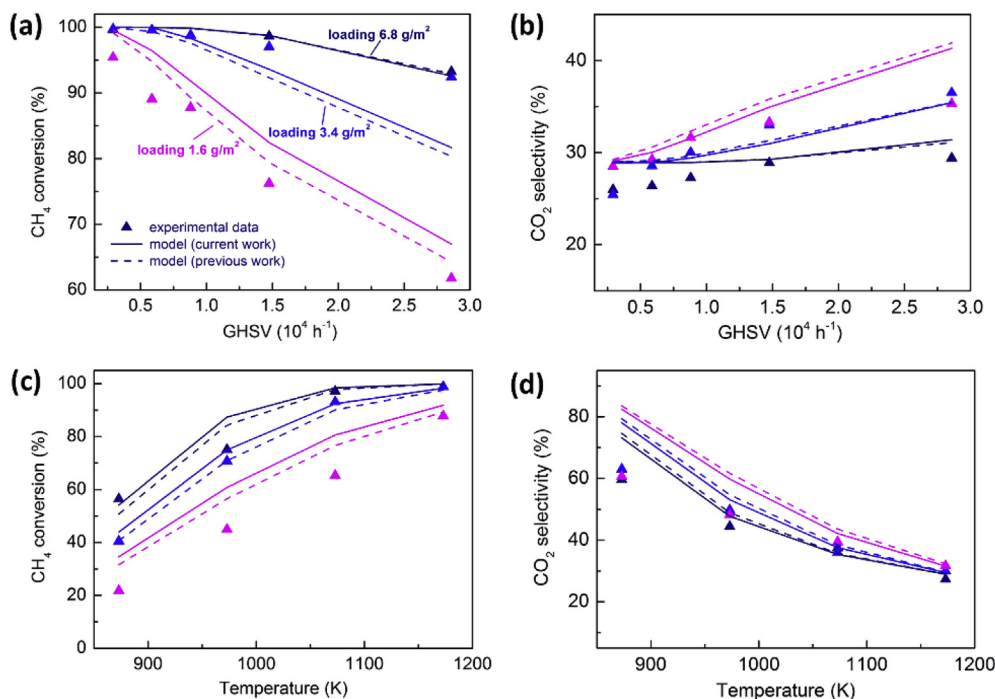 (a)
100
90
80
70
60
CH₄ conversion (%)
loading 6.8 g/m²
loading 3.4 g/m²
loading 1.6 g/m²
experimental data
model (current work)
model (previous work)
0.5 1.0 1.5 2.0 2.5 3.0
GHSV (10⁴ h⁻¹)
(b)
40
30
20
CO₂ selectivity (%)
0.5 1.0 1.5 2.0 2.5 3.0
GHSV (10⁴ h⁻¹)
(c)
100
80
60
40
20
0
CH₄ conversion (%)
900 1000 1100 1200
Temperature (K)
(d)
80
60
40
20
CO₂ selectivity (%)
900 1000 1100 1200
Temperature (K)